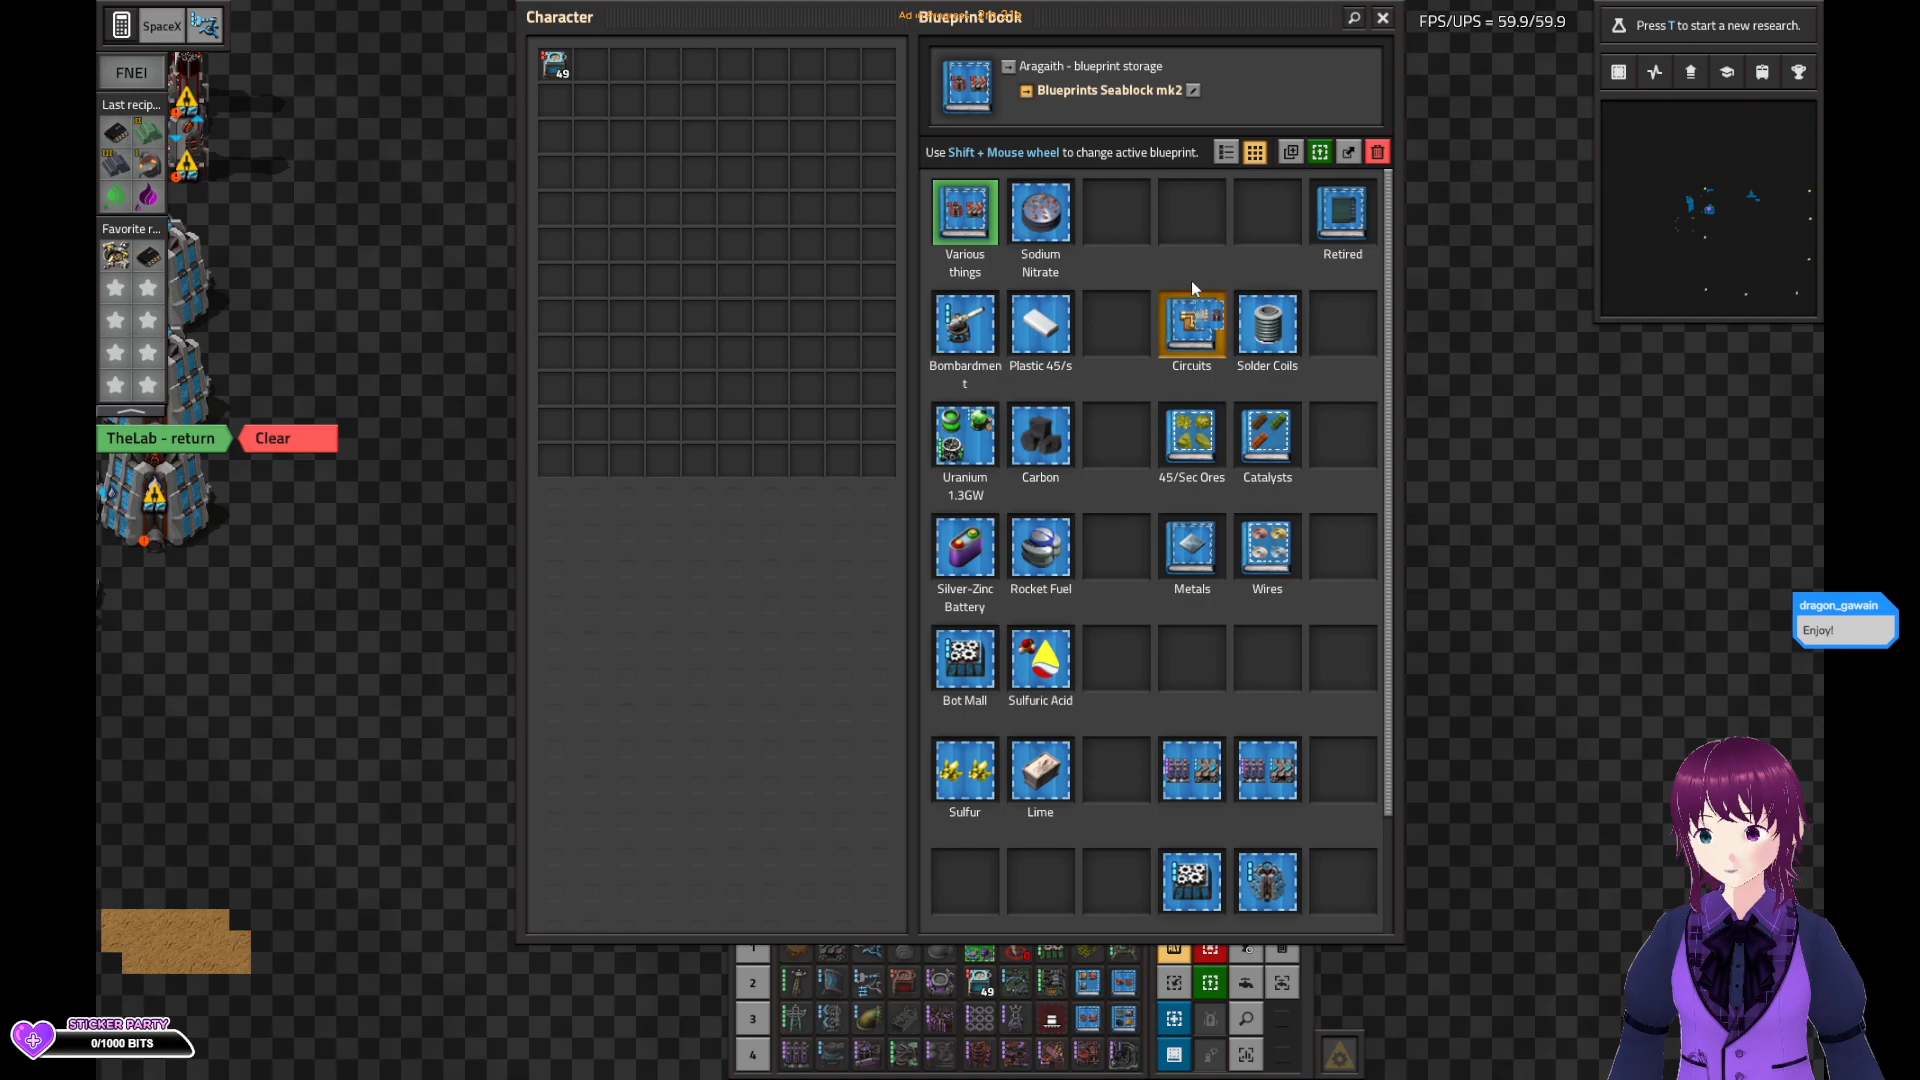 SpaceX
Character
Blueprint book
FPS/UPS = 59.9/59.9
Press T to start a new research.
FNEI
Last recip...
Favorite r...
49
Aragaith - blueprint storage
Blueprints Seablock mk2
Use Shift + Mouse wheel to change active blueprint.
Various things
Sodium Nitrate
Retired
Bombardmen
t
Plastic 45/s
Circuits
Solder Coils
TheLab - return
Clear
Uranium 1.3GW
Carbon
45/Sec Ores
Catalysts
Silver-Zinc Battery
Rocket Fuel
Metals
Wires
dragon_gawain
Enjoy!
Bot Mall
Sulfuric Acid
Sulfur
Lime
1
0
ALT
2
49
3
4
STICKER PARTY
0/1000 BITS